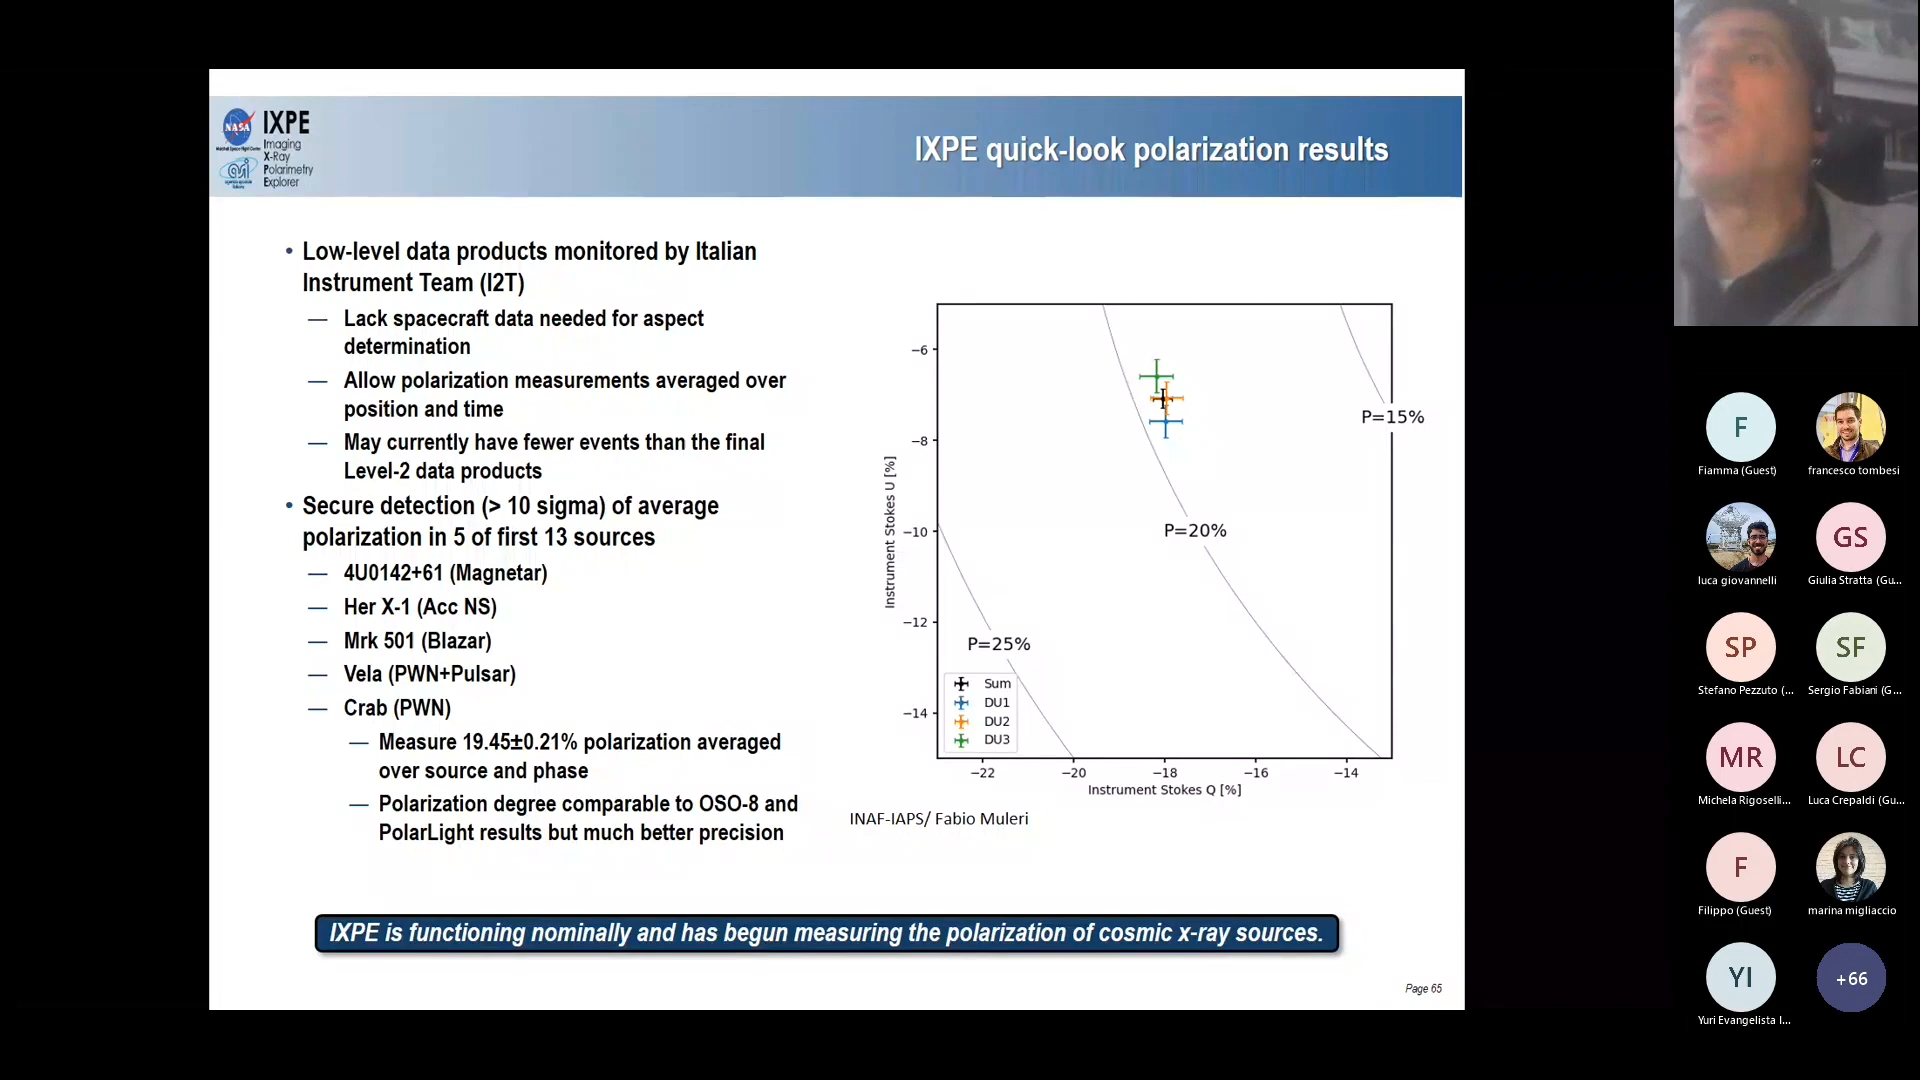 NASA
IXPE
Imaging
X-Ray
Polarimetry
Explorer
asi
IXPE quick-look polarization results
• Low-level data products monitored by Italian
Instrument Team (I2T)
— Lack spacecraft data needed for aspect
determination
— Allow polarization measurements averaged over
position and time
— May currently have fewer events than the final
Level-2 data products
• Secure detection (> 10 sigma) of average
polarization in 5 of first 13 sources
— 4U0142+61 (Magnetar)
— Her X-1 (Acc NS)
— Mrk 501 (Blazar)
— Vela (PWN+Pulsar)
— Crab (PWN)
— Measure 19.45±0.21% polarization averaged
over source and phase
— Polarization degree comparable to OSO-8 and
PolarLight results but much better precision
Instrument Stokes U [%]
−6
−8
−10
−12
−14
P=15%
P=20%
P=25%
Sum
DU1
DU2
DU3
−22 −20 −18 −16 −14
Instrument Stokes Q [%]
INAF-IAPS/ Fabio Muleri
IXPE is functioning nominally and has begun measuring the polarization of cosmic x-ray sources.
Page 65
F
Fiamma (Guest) francesco tombesi
GS
luca giovannelli Giulia Stratta (Gu...
SP SF
Stefano Pezzuto (... Sergio Fabiani (G...
MR LC
Michela Rigoselli... Luca Crepaldi (Gu...
F
Filippo (Guest) marina migliaccio
YI +66
Yuri Evangelista I...